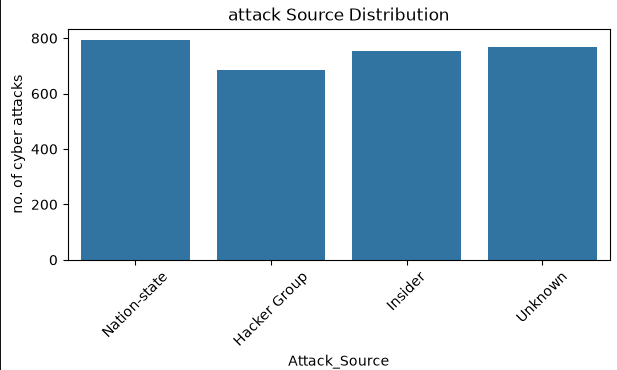 attack Source Distribution
no. of cyber attacks
800
600
400
200
0
Nation-state
Hacker Group
Insider
Unknown
Attack_Source